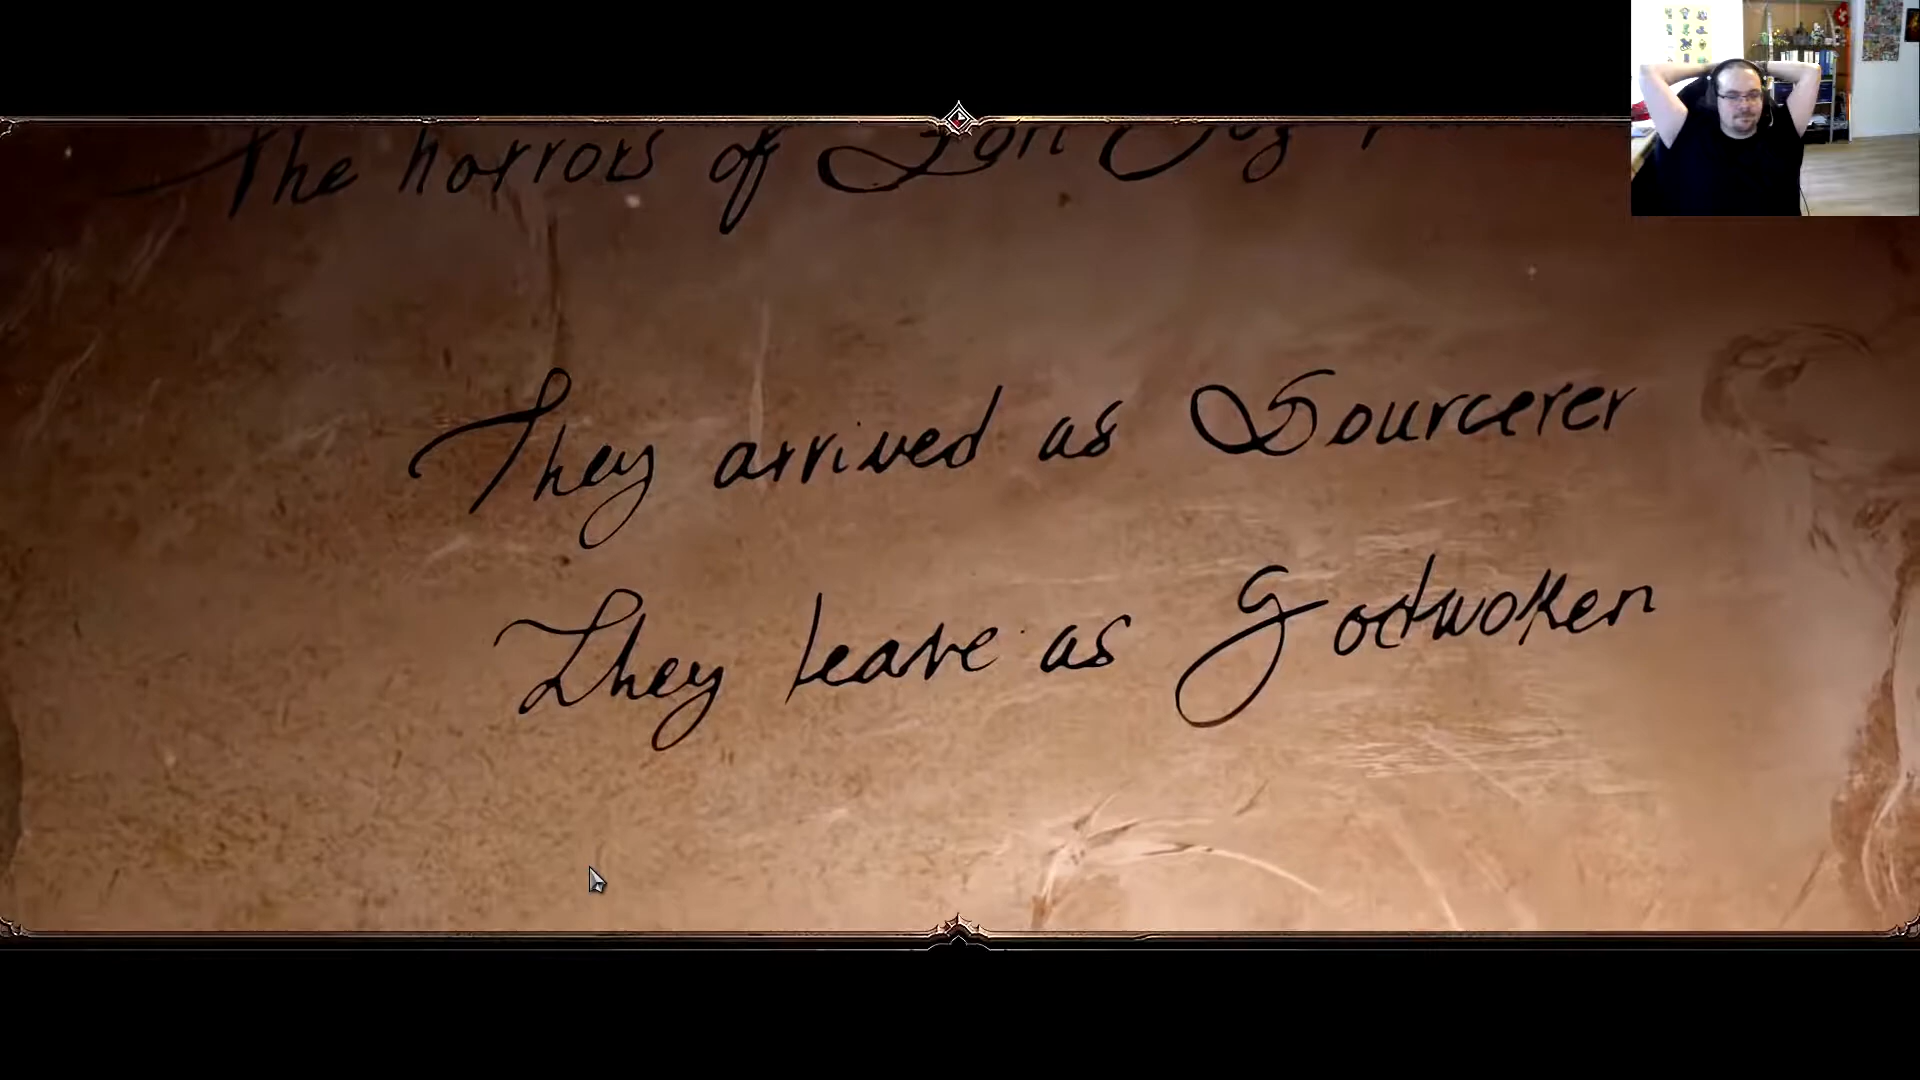 The horrors of
They arrived as Sourcerer
They leave as Godwoken